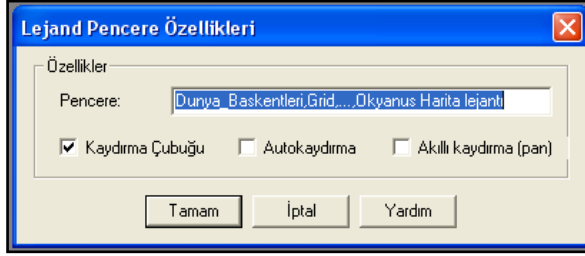 Lejand Pencere Özellikleri
Özellikler
Pencere: Dunya_Baskentleri,Grid,...,Okyanus Harita lejantı
Kaydırma Çubuğu Autokaydırma Akıllı kaydırma (pan)
Tamam İptal Yardım